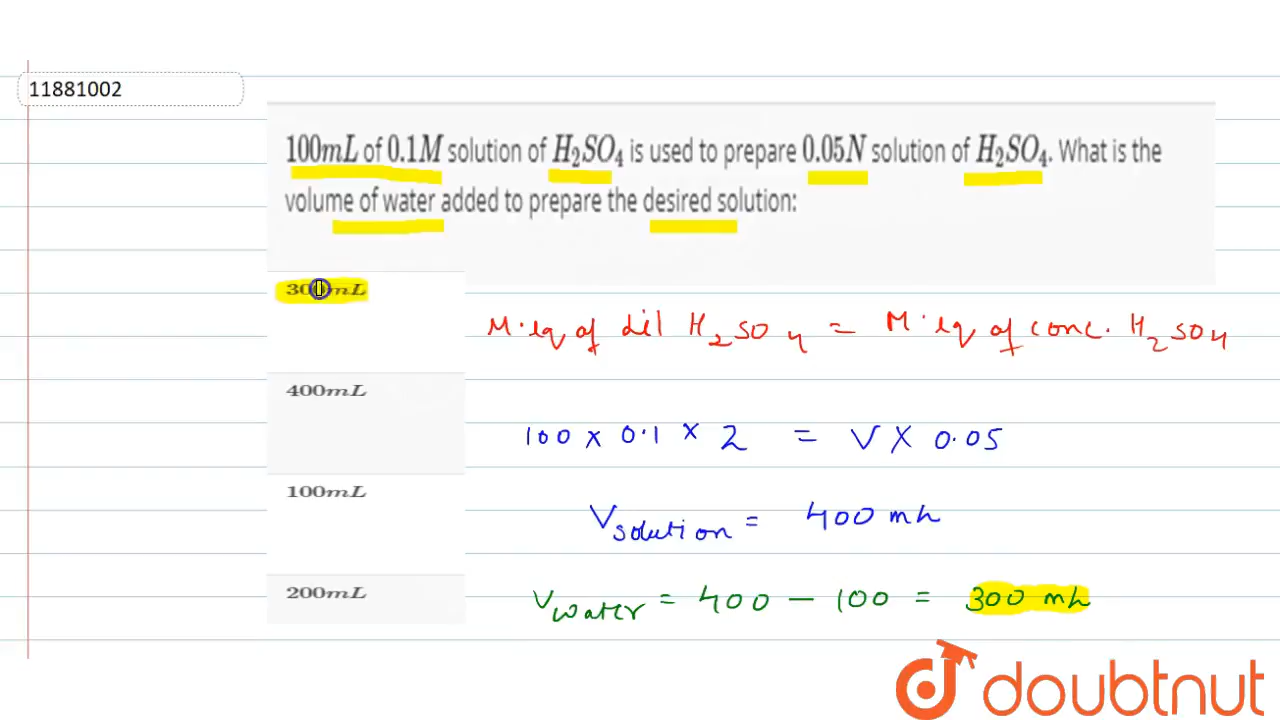 11881002
100mL of 0.1M solution of H₂SO₄ is used to prepare 0.05N solution of H₂SO₄. What is the
volume of water added to prepare the desired solution:
300mL
M.eq of dil H₂SO₄ = M.eq of conc. H₂SO₄
400mL
100 x 0.1 x 2 = V X 0.05
100mL
Vsolution = 400 mL
200mL
Vwater = 400 - 100 = 300 mL
doubtnut